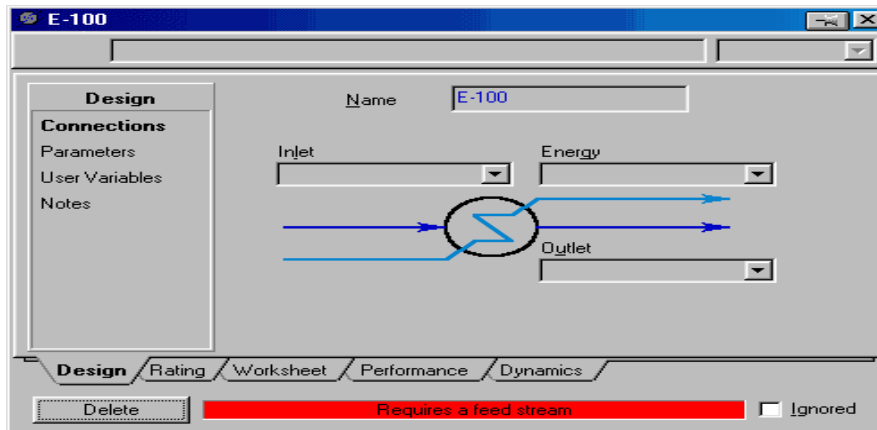 E-100
Design
Connections
Parameters
User Variables
Notes
Name E-100
Inlet Energy
Outlet
Design Rating Worksheet Performance Dynamics
Delete Requires a feed stream Ignored